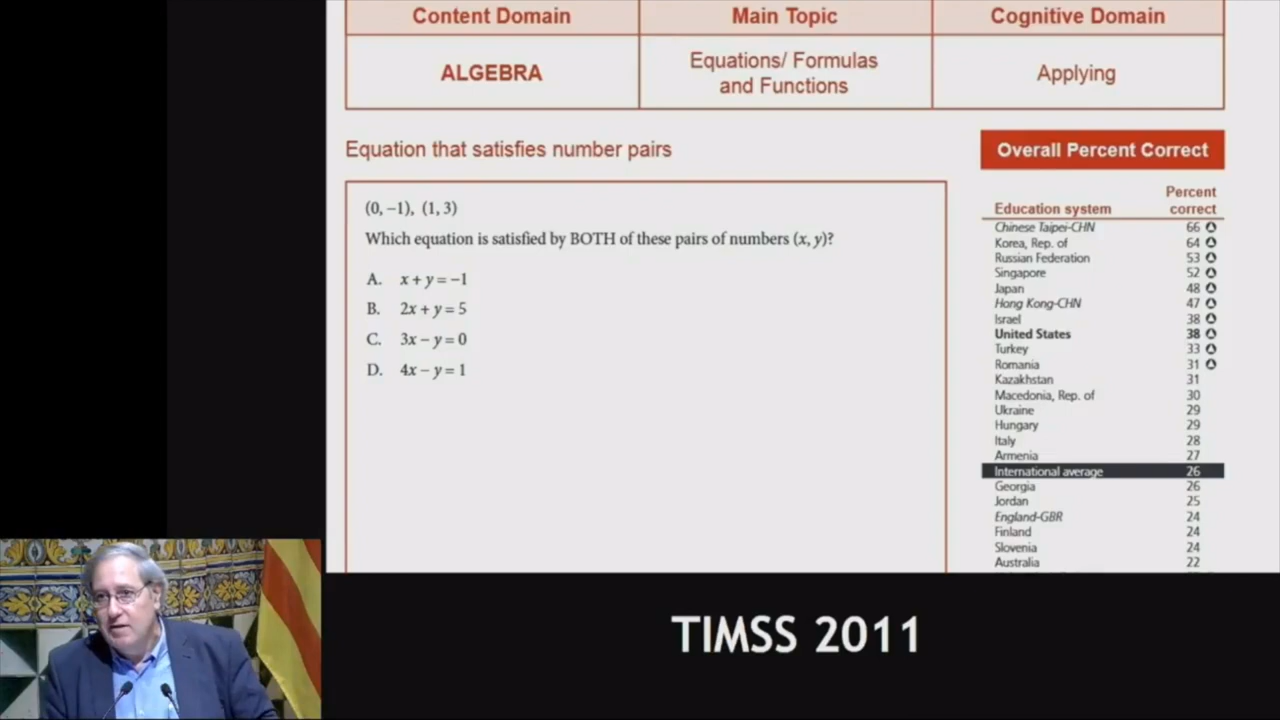 Content Domain Main Topic Cognitive Domain
ALGEBRA
Equations/ Formulas
and Functions
Applying
Equation that satisfies number pairs
(0, −1), (1, 3)
Which equation is satisfied by BOTH of these pairs of numbers (x, y)?
A. x + y = −1
B. 2x + y = 5
C. 3x − y = 0
D. 4x − y = 1
Overall Percent Correct
Percent
Education system correct
Chinese Taipei-CHN 66
Korea, Rep. of 64
Russian Federation 53
Singapore 52
Japan 48
Hong Kong-CHN 47
Israel 38
United States 38
Turkey 33
Romania 31
Kazakhstan 31
Macedonia, Rep. of 30
Ukraine 29
Hungary 29
Italy 28
Armenia 27
International average 26
Georgia 26
Jordan 25
England-GBR 24
Finland 24
Slovenia 24
Australia 22
TIMSS 2011